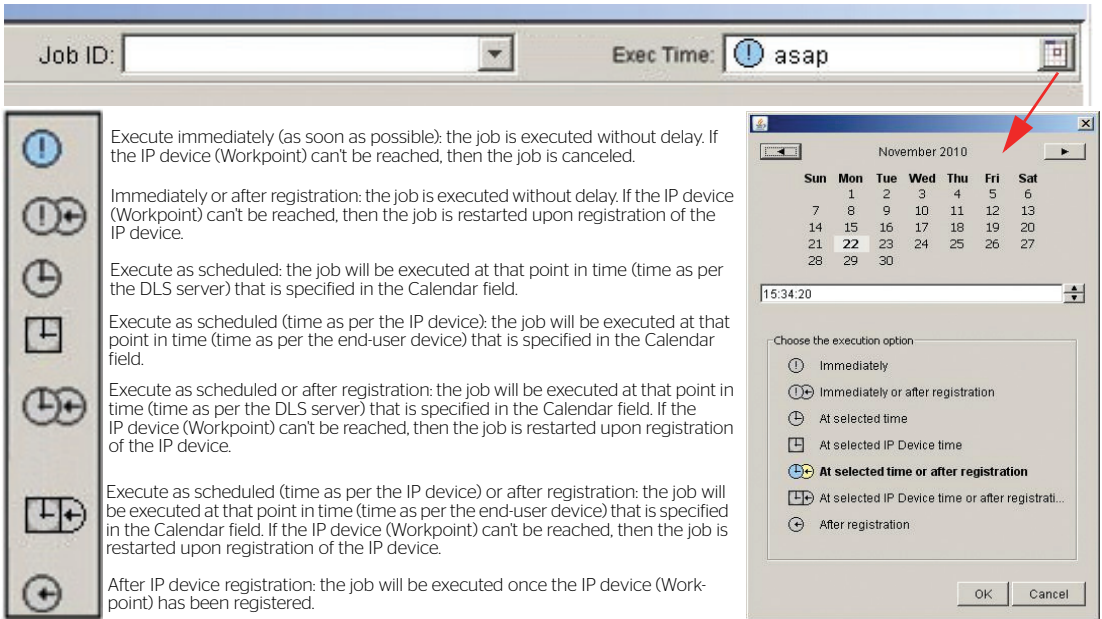 Job ID:
Exec Time: asap
Execute immediately (as soon as possible): the job is executed without delay. If
the IP device (Workpoint) can't be reached, then the job is canceled.
Immediately or after registration: the job is executed without delay. If the IP device
(Workpoint) can't be reached, then the job is restarted upon registration of the
IP device.
Execute as scheduled: the job will be executed at that point in time (time as per
the DLS server) that is specified in the Calendar field.
Execute as scheduled (time as per the IP device): the job will be executed at that
point in time (time as per the end-user device) that is specified in the Calendar
field.
Execute as scheduled or after registration: the job will be executed at that point in
time (time as per the DLS server) that is specified in the Calendar field. If the
IP device (Workpoint) can't be reached, then the job is restarted upon registration
of the IP device.
Execute as scheduled (time as per the IP device) or after registration: the job will
be executed at that point in time (time as per the end-user device) that is specified
in the Calendar field. If the IP device (Workpoint) can't be reached, then the job is
restarted upon registration of the IP device.
After IP device registration: the job will be executed once the IP device (Work-
point) has been registered.
November 2010
Sun Mon Tue Wed Thu Fri Sat
1 2 3 4 5 6
7 8 9 10 11 12 13
14 15 16 17 18 19 20
21 22 23 24 25 26 27
28 29 30
15:34:20
Choose the execution option
Immediately
Immediately or after registration
At selected time
At selected IP Device time
At selected time or after registration
At selected IP Device time or after registrati...
After registration
OK Cancel